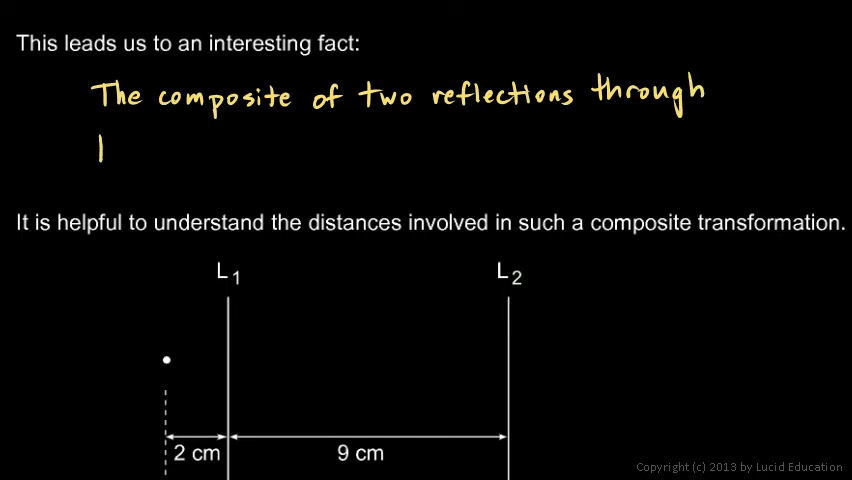 This leads us to an interesting fact:
The composite of two reflections through
It is helpful to understand the distances involved in such a composite transformation.
L1 L2
2 cm 9 cm
Copyright (c) 2013 by Lucid Education